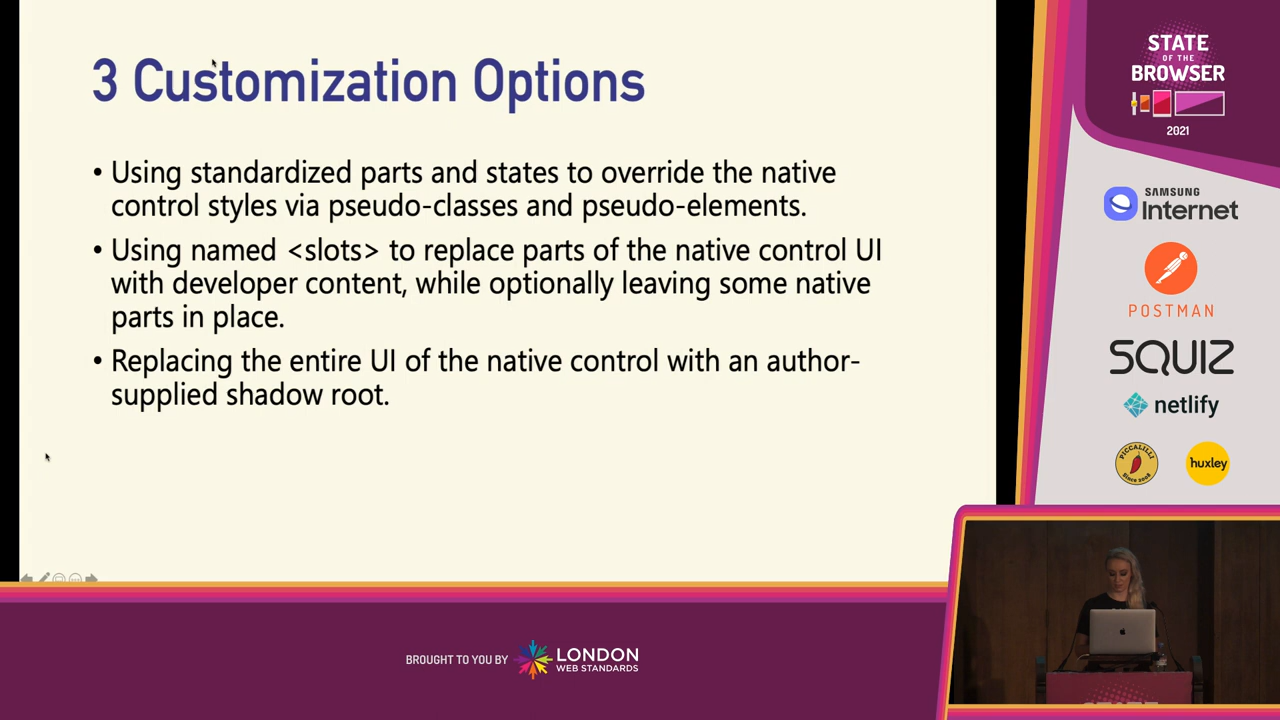 3 Customization Options
• Using standardized parts and states to override the native
control styles via pseudo-classes and pseudo-elements.
• Using named <slots> to replace parts of the native control UI
with developer content, while optionally leaving some native
parts in place.
• Replacing the entire UI of the native control with an author-
supplied shadow root.
STATE
OF THE
BROWSER
2021
SAMSUNG
Internet
POSTMAN
SQUIZ
netlify
PICCALILLI
Since 2008
huxley
BROUGHT TO YOU BY
LONDON
WEB STANDARDS